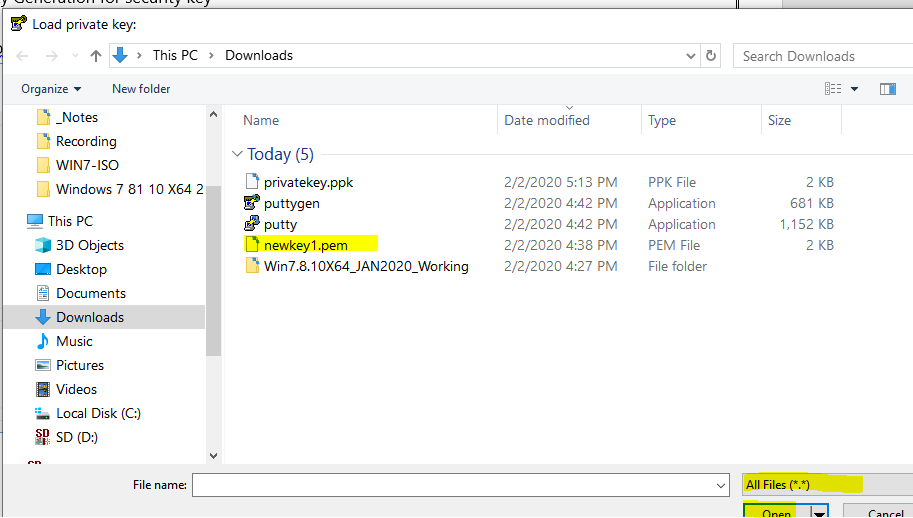 y Generation for security key
Load private key:
This PC > Downloads
Search Downloads
Organize New folder
Name Date modified Type Size
_Notes
Recording
WIN7-ISO
Windows 7 81 10 X64 2
This PC
3D Objects
Desktop
Documents
Downloads
Music
Pictures
Videos
Local Disk (C:)
SD (D:)
Today (5)
privatekey.ppk 2/2/2020 5:13 PM PPK File 2 KB
puttygen 2/2/2020 4:42 PM Application 681 KB
putty 2/2/2020 4:42 PM Application 1,152 KB
newkey1.pem 2/2/2020 4:38 PM PEM File 2 KB
Win7.8.10X64_JAN2020_Working 2/2/2020 4:27 PM File folder
File name:
All Files (*.*)
Open Cancel